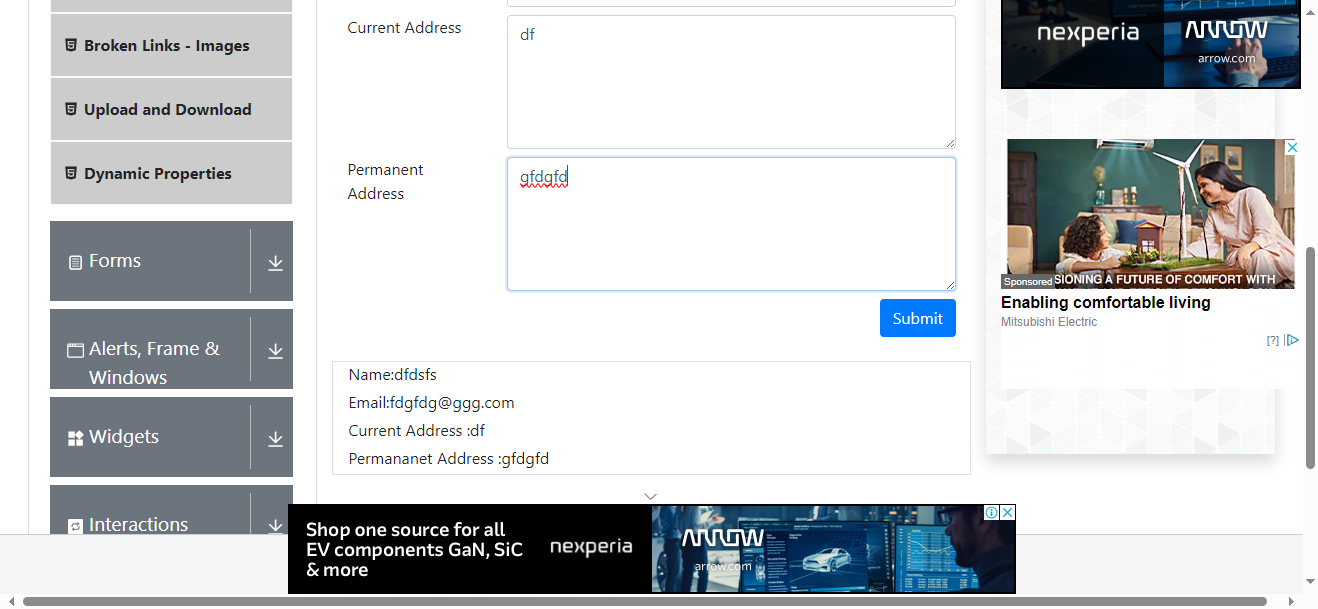 Broken Links - Images
Upload and Download
Dynamic Properties
Forms
Alerts, Frame &
Windows
Widgets
Interactions
Current Address
df
Permanent
Address
gfdgfd
Submit
Name:dfdsfs
Email:fdgfdg@ggg.com
Current Address :df
Permananet Address :gfdgfd
nexperia
ARROW
arrow.com
Sponsored
SIONING A FUTURE OF COMFORT WITH
Enabling comfortable living
Mitsubishi Electric
[?]
Shop one source for all
EV components GaN, SiC
& more
nexperia
ARROW
arrow.com